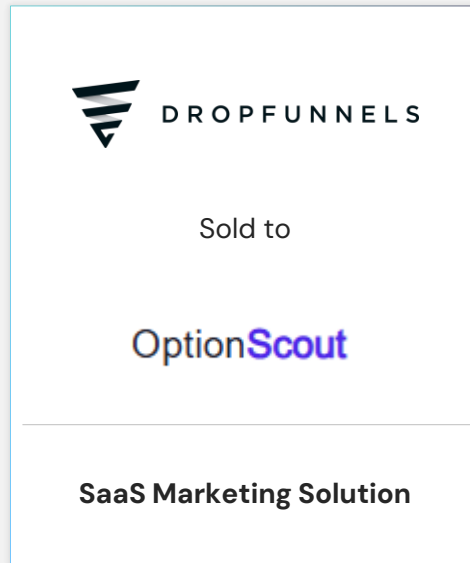 DROPFUNNELS
Sold to
OptionScout
SaaS Marketing Solution